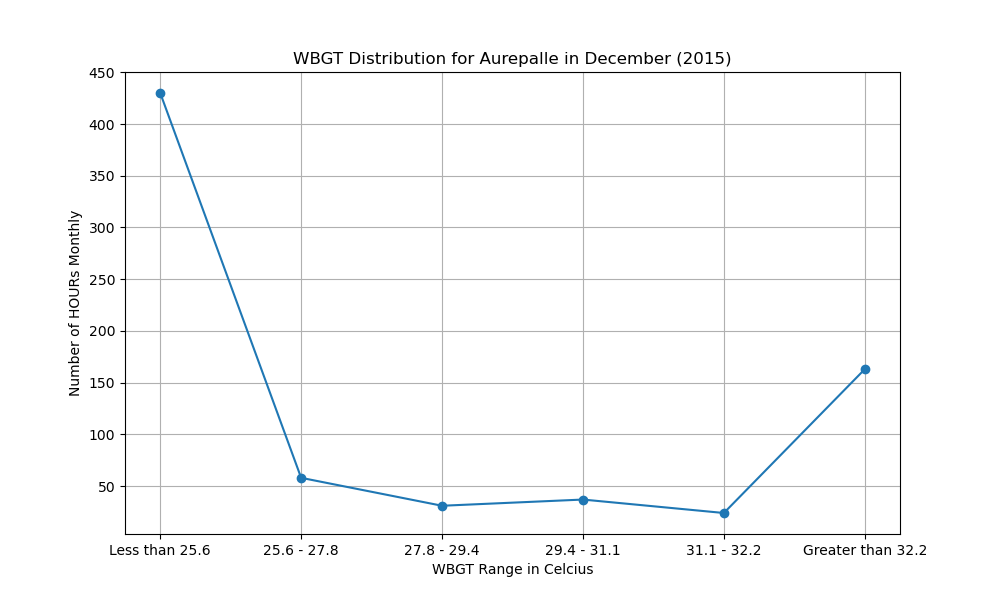 WBGT Distribution for Aurepalle in December (2015)
Number of HOURs Monthly
450
400
350
300
250
200
150
100
50
Less than 25.6
25.6 - 27.8
27.8 - 29.4
29.4 - 31.1
31.1 - 32.2
Greater than 32.2
WBGT Range in Celcius